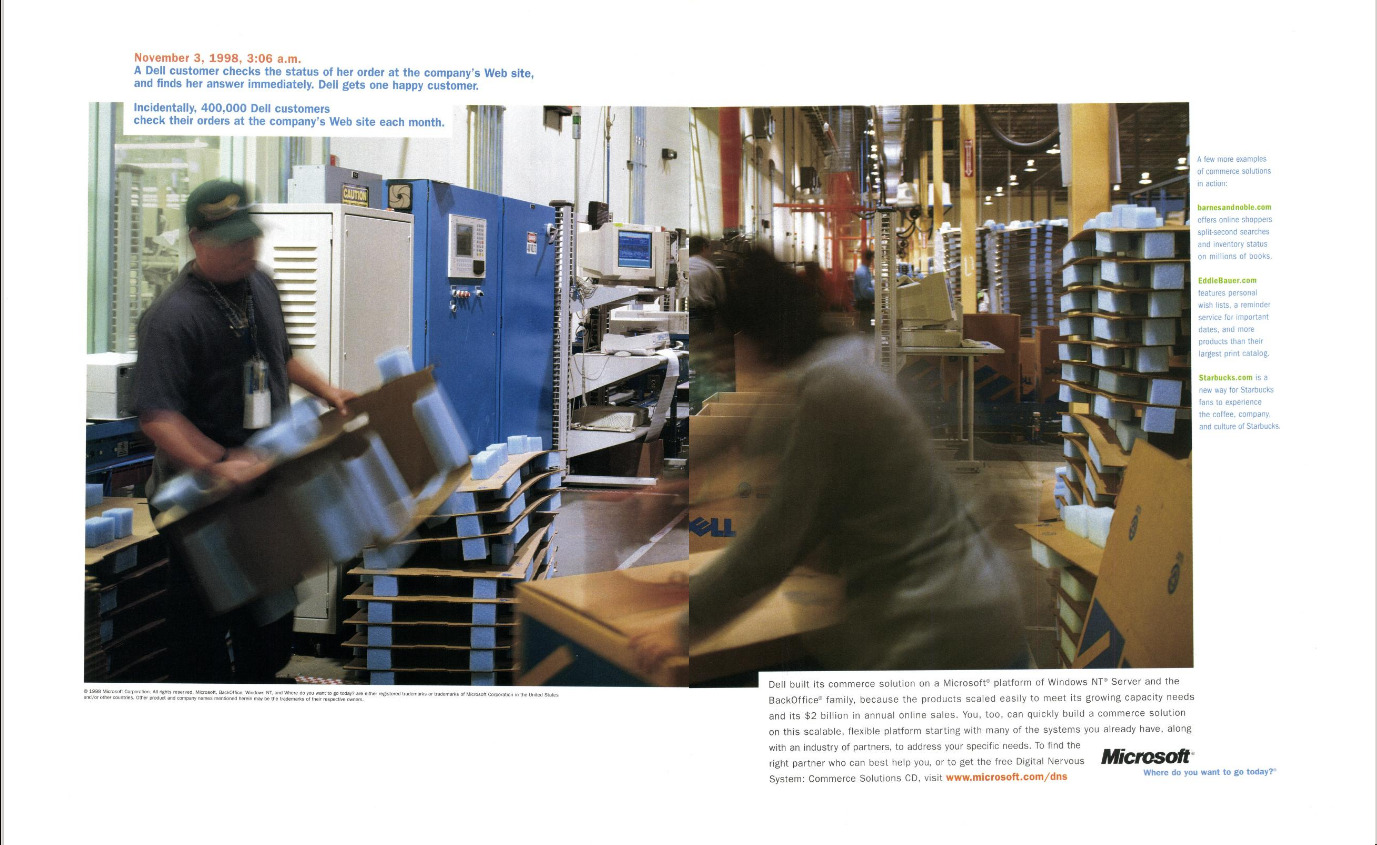 November 3, 1998, 3:06 a.m.
A Dell customer checks the status of her order at the company's Web site,
and finds her answer immediately. Dell gets one happy customer.
Incidentally, 400,000 Dell customers
check their orders at the company's Web site each month.
CAUTION
ELL
A few more examples
of commerce solutions
in action:
barnesandnoble.com
offers online shoppers
split-second searches
and inventory status
on millions of books.
EddieBauer.com
features personal
wish lists, a reminder
service for important
dates, and more
products than their
largest print catalog.
Starbucks.com is a
new way for Starbucks
fans to experience
the coffee, company,
and culture of Starbucks.
© 1998 Microsoft Corporation. All rights reserved. Microsoft, BackOffice, Windows NT, and Where do you want to go today? are either registered trademarks or trademarks of Microsoft Corporation in the United States
and/or other countries. Other product and company names mentioned herein may be the trademarks of their respective owners.
Dell built its commerce solution on a Microsoft® platform of Windows NT® Server and the
BackOffice® family, because the products scaled easily to meet its growing capacity needs
and its $2 billion in annual online sales. You, too, can quickly build a commerce solution
on this scalable, flexible platform starting with many of the systems you already have, along
with an industry of partners, to address your specific needs. To find the
right partner who can best help you, or to get the free Digital Nervous
System: Commerce Solutions CD, visit www.microsoft.com/dns
Microsoft®
Where do you want to go today?®